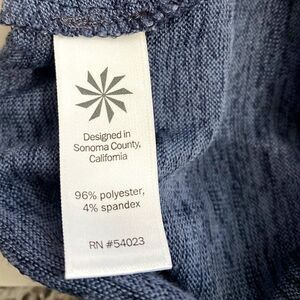 Designed in
Sonoma County,
California
96% polyester,
4% spandex
RN #54023